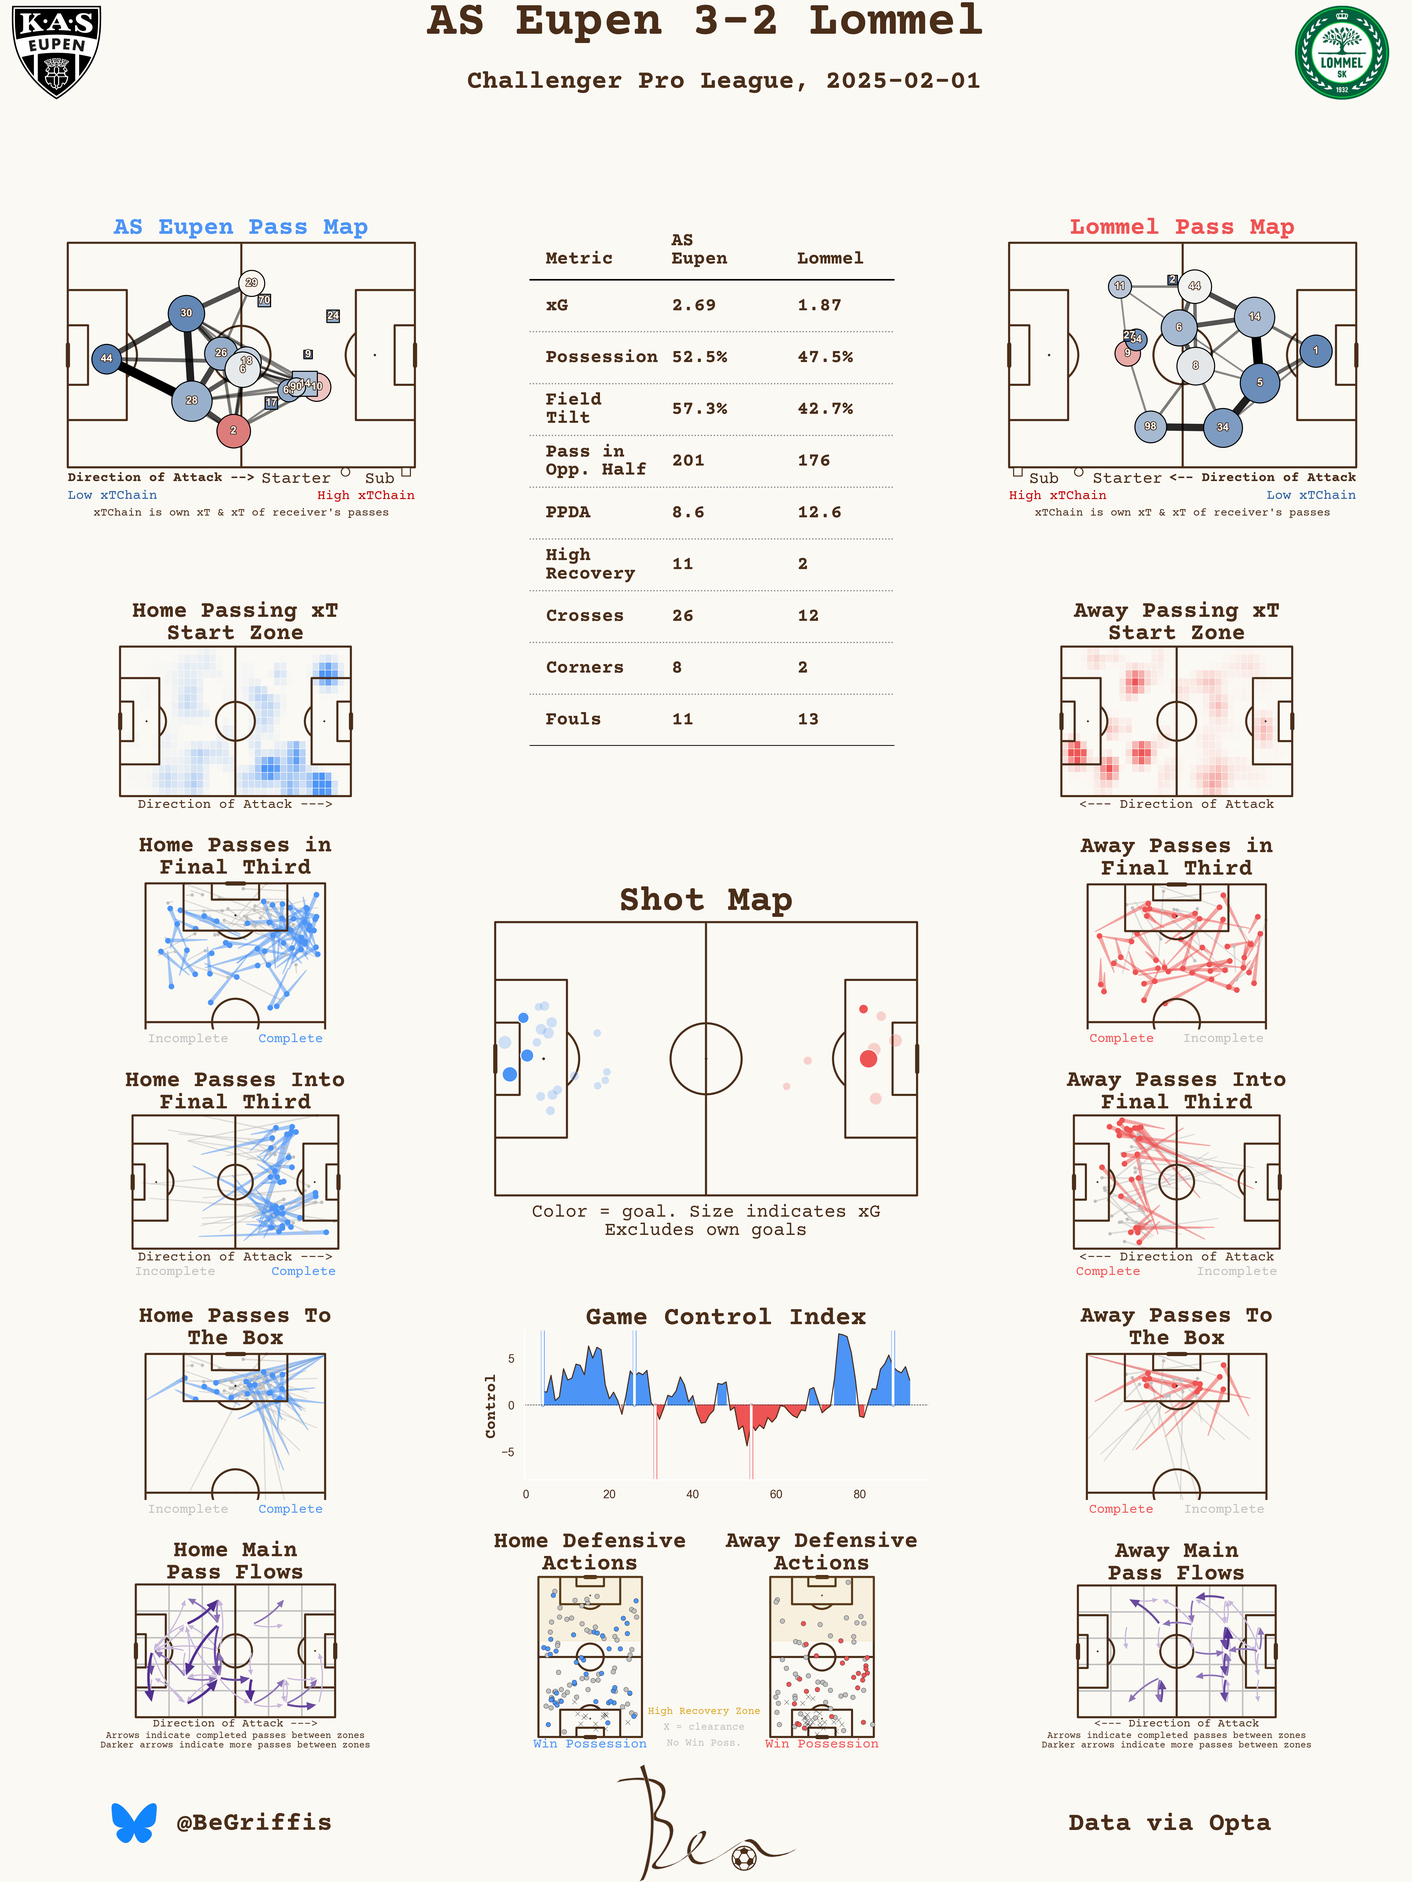 K·A·S
EUPEN
AS Eupen 3-2 Lommel
LOMMEL
SK
1932
Challenger Pro League, 2025-02-01
AS Eupen Pass Map
29
70
30
24
26
18
6
9
44
14
10
90
6
28
17
2
Direction of Attack --> Starter Sub
Low xTChain High xTChain
xTChain is own xT & xT of receiver's passes
Metric AS Eupen Lommel
xG 2.69 1.87
Possession 52.5% 47.5%
Field Tilt 57.3% 42.7%
Pass in Opp. Half 201 176
PPDA 8.6 12.6
High Recovery 11 2
Crosses 26 12
Corners 8 2
Fouls 11 13
Lommel Pass Map
2
11
44
14
6
27
54
9
1
8
5
98
34
Sub Starter <-- Direction of Attack
High xTChain Low xTChain
xTChain is own xT & xT of receiver's passes
Home Passing xT
Start Zone
Direction of Attack --->
Away Passing xT
Start Zone
<--- Direction of Attack
Home Passes in
Final Third
Incomplete Complete
Away Passes in
Final Third
Complete Incomplete
Shot Map
Color = goal. Size indicates xG
Excludes own goals
Home Passes Into
Final Third
Direction of Attack --->
Incomplete Complete
Away Passes Into
Final Third
<--- Direction of Attack
Complete Incomplete
Home Passes To
The Box
Incomplete Complete
Game Control Index
Control
5
0
−5
0 20 40 60 80
Away Passes To
The Box
Complete Incomplete
Home Main
Pass Flows
Direction of Attack --->
Arrows indicate completed passes between zones
Darker arrows indicate more passes between zones
Home Defensive
Actions
Win Possession
High Recovery Zone
X = clearance
No Win Poss.
Away Defensive
Actions
Win Possession
Away Main
Pass Flows
<--- Direction of Attack
Arrows indicate completed passes between zones
Darker arrows indicate more passes between zones
@BeGriffis
Ben
Data via Opta